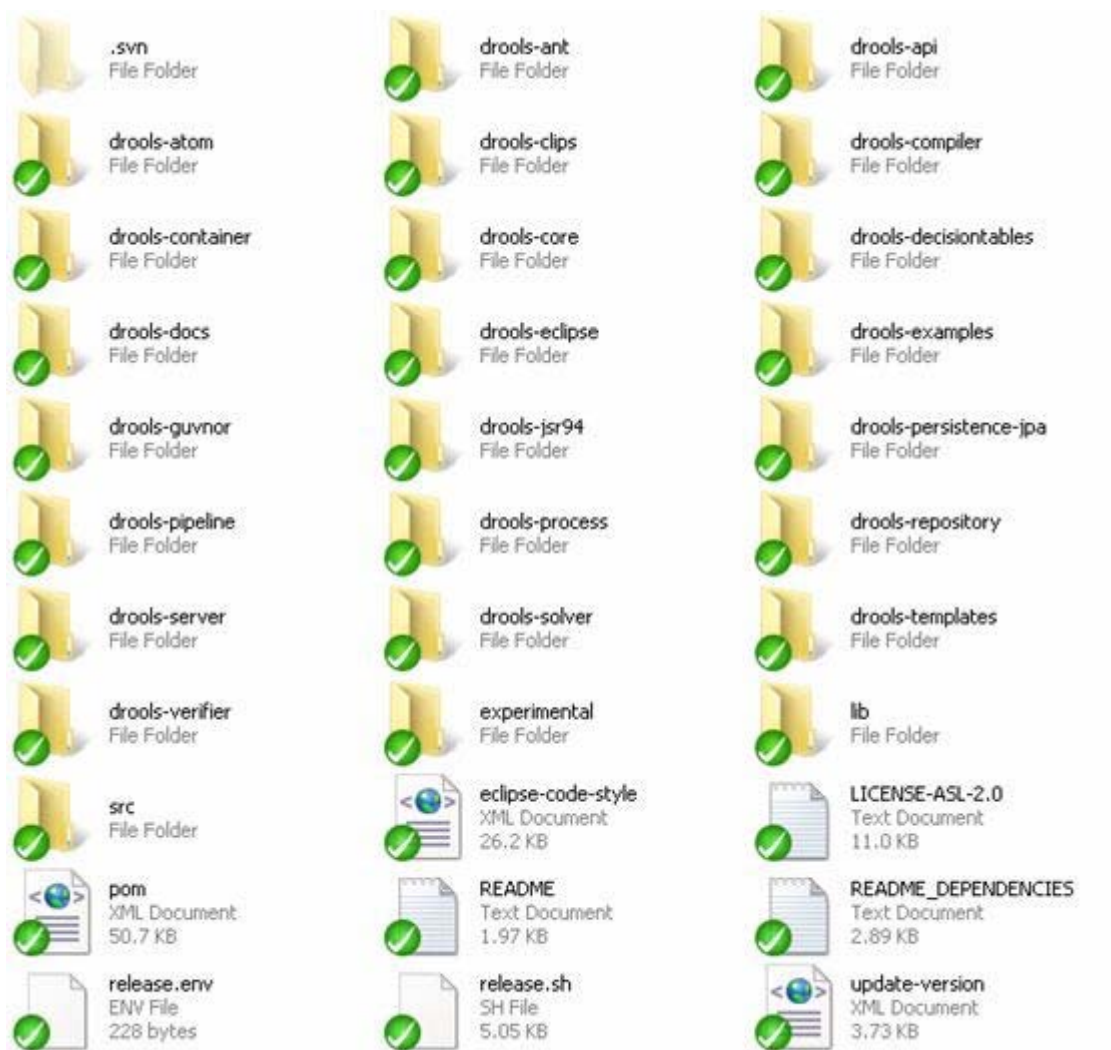 .svn
File Folder
drools-ant
File Folder
drools-api
File Folder
drools-atom
File Folder
drools-clips
File Folder
drools-compiler
File Folder
drools-container
File Folder
drools-core
File Folder
drools-decisiontables
File Folder
drools-docs
File Folder
drools-eclipse
File Folder
drools-examples
File Folder
drools-guvnor
File Folder
drools-jsr94
File Folder
drools-persistence-jpa
File Folder
drools-pipeline
File Folder
drools-process
File Folder
drools-repository
File Folder
drools-server
File Folder
drools-solver
File Folder
drools-templates
File Folder
drools-verifier
File Folder
experimental
File Folder
lib
File Folder
src
File Folder
eclipse-code-style
XML Document
26.2 KB
LICENSE-ASL-2.0
Text Document
11.0 KB
pom
XML Document
50.7 KB
README
Text Document
1.97 KB
README_DEPENDENCIES
Text Document
2.89 KB
release.env
ENV File
228 bytes
release.sh
SH File
5.05 KB
update-version
XML Document
3.73 KB